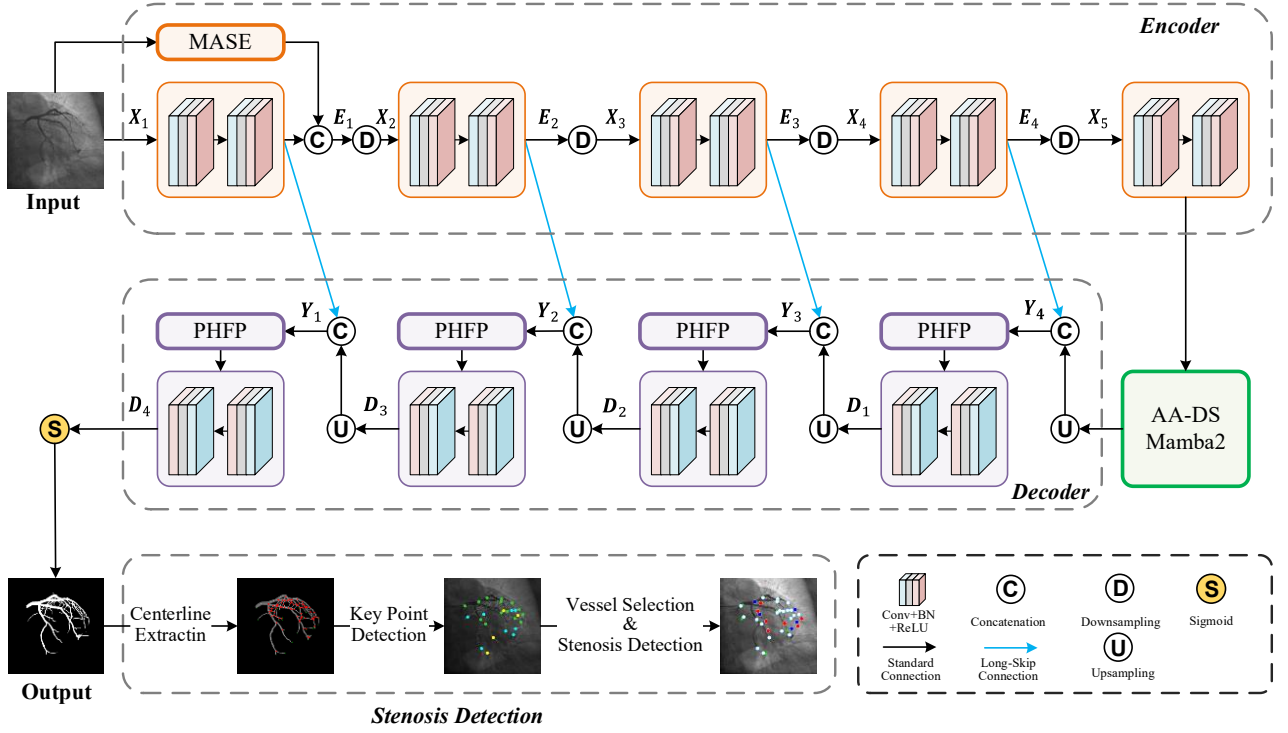 Encoder
MASE
X1
C
E1
D
X2
E2
D
X3
E3
D
X4
E4
D
X5
Input
PHFP
Y1
C
PHFP
Y2
C
PHFP
Y3
C
PHFP
Y4
C
S
D4
U
D3
U
D2
U
D1
U
AA-DS
Mamba2
Decoder
Centerline
Extractin
Key Point
Detection
Vessel Selection
&
Stenosis Detection
Output
Stenosis Detection
Conv+BN
+ReLU
C
Concatenation
D
Downsampling
S
Sigmoid
Standard
Connection
Long-Skip
Connection
U
Upsampling